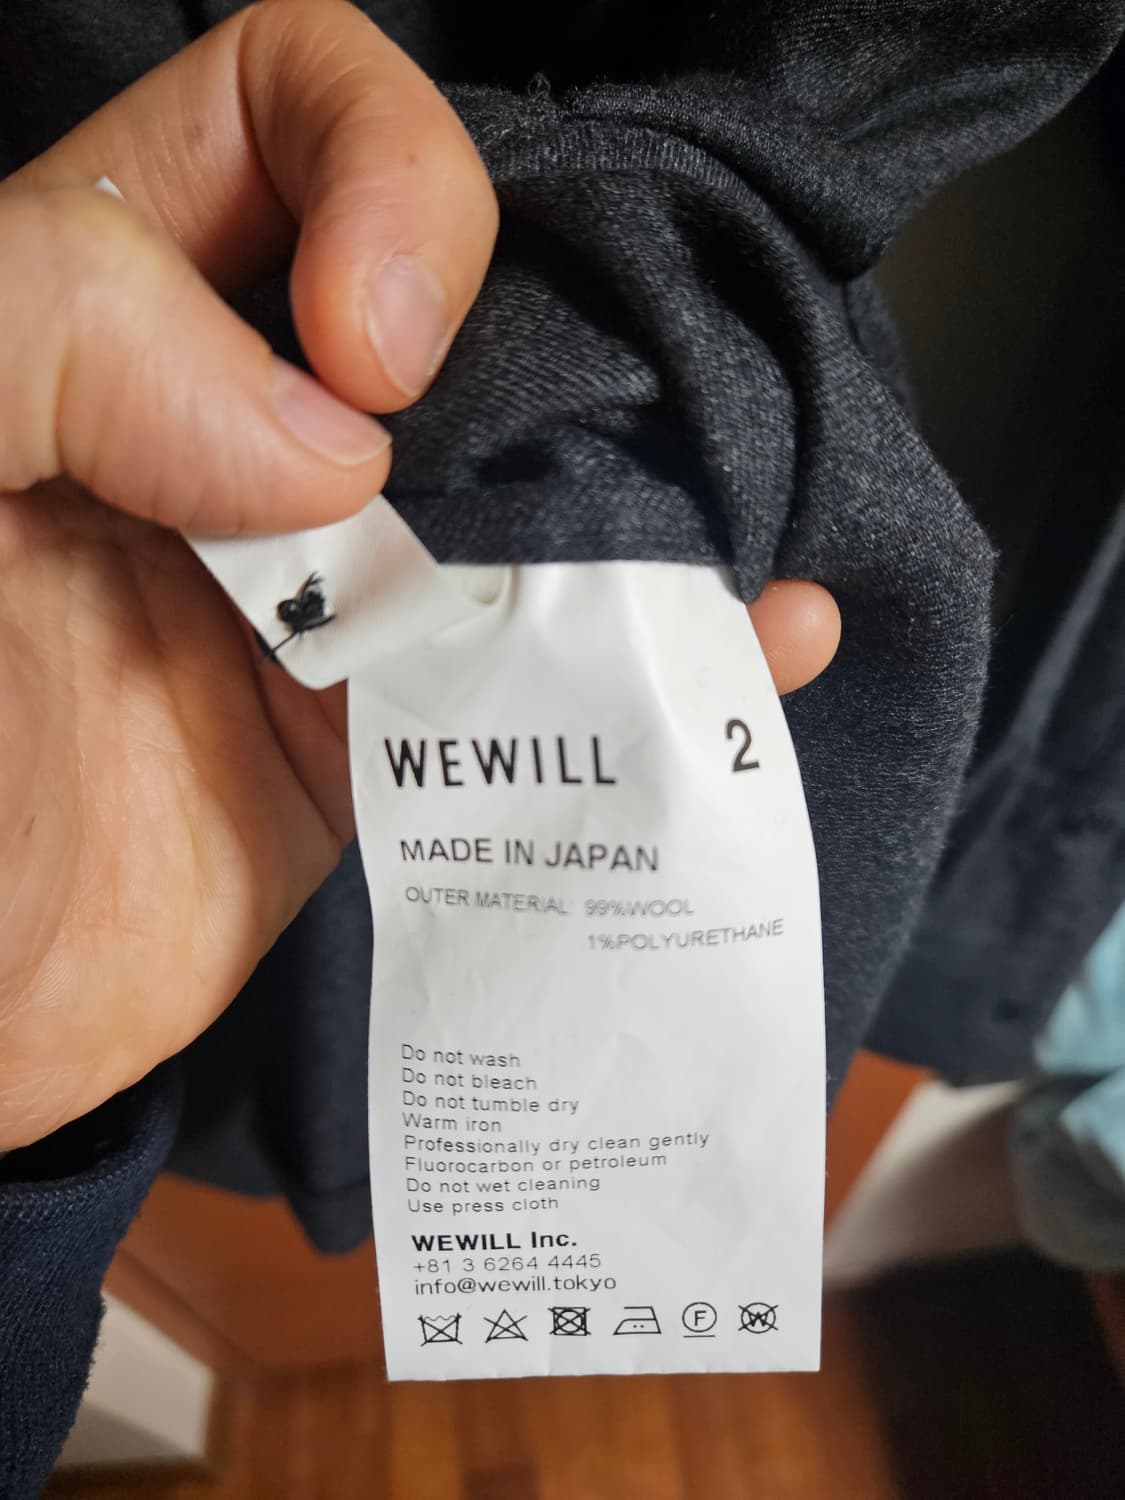 WEWILL 2
MADE IN JAPAN
OUTER MATERIAL 99%WOOL
1%POLYURETHANE
Do not wash
Do not bleach
Do not tumble dry
Warm iron
Professionally dry clean gently
Fluorocarbon or petroleum
Do not wet cleaning
Use press cloth
WEWILL Inc.
+81 3 6264 4445
info@wewill.tokyo
F W